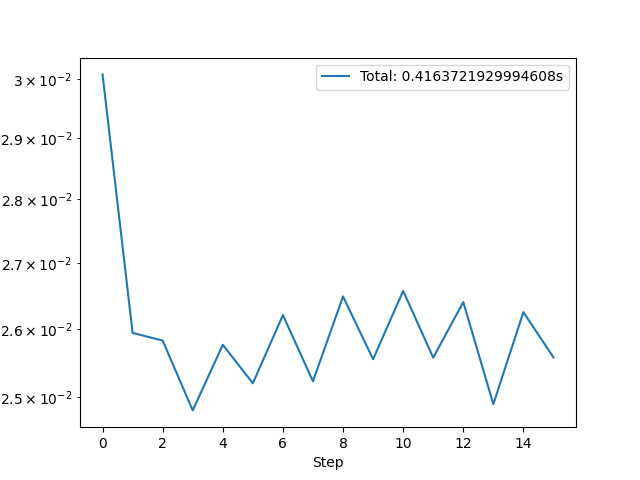 Total: 0.4163721929994608s
3 × 10⁻²
2.9 × 10⁻²
2.8 × 10⁻²
2.7 × 10⁻²
2.6 × 10⁻²
2.5 × 10⁻²
0 2 4 6 8 10 12 14
Step